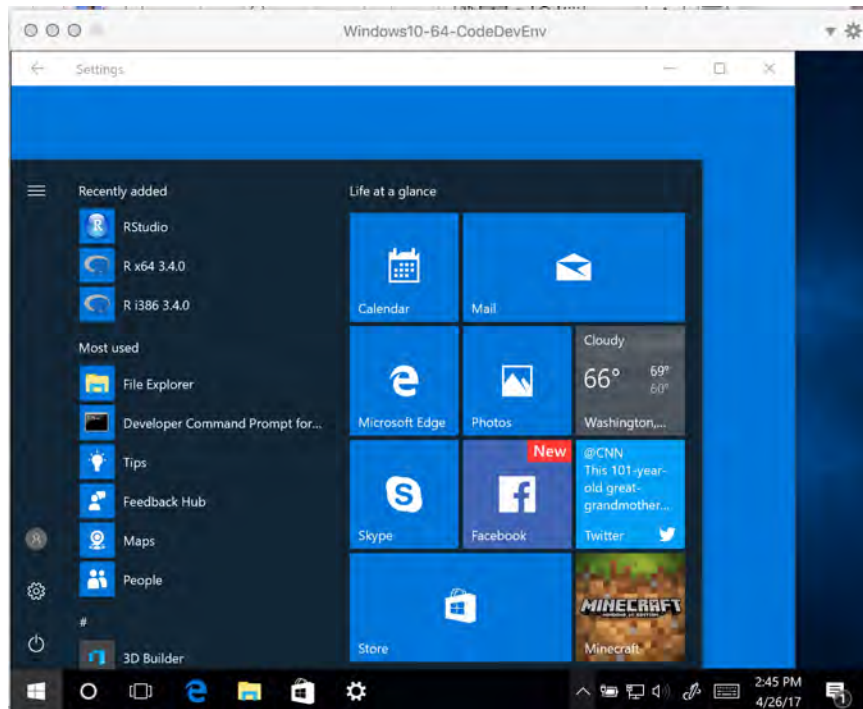 Windows10-64-CodeDevEnv
Settings
Recently added
RStudio
R x64 3.4.0
R i386 3.4.0
Most used
File Explorer
Developer Command Prompt for...
Tips
Feedback Hub
Maps
People
#
3D Builder
Life at a glance
Calendar
Mail
Microsoft Edge
Photos
Cloudy
66° 69°
60°
Washington,...
Skype
New
Facebook
@CNN
This 101-year-
old great-
grandmother...
Twitter
Store
MINECRAFT
Minecraft
2:45 PM
4/26/17
1